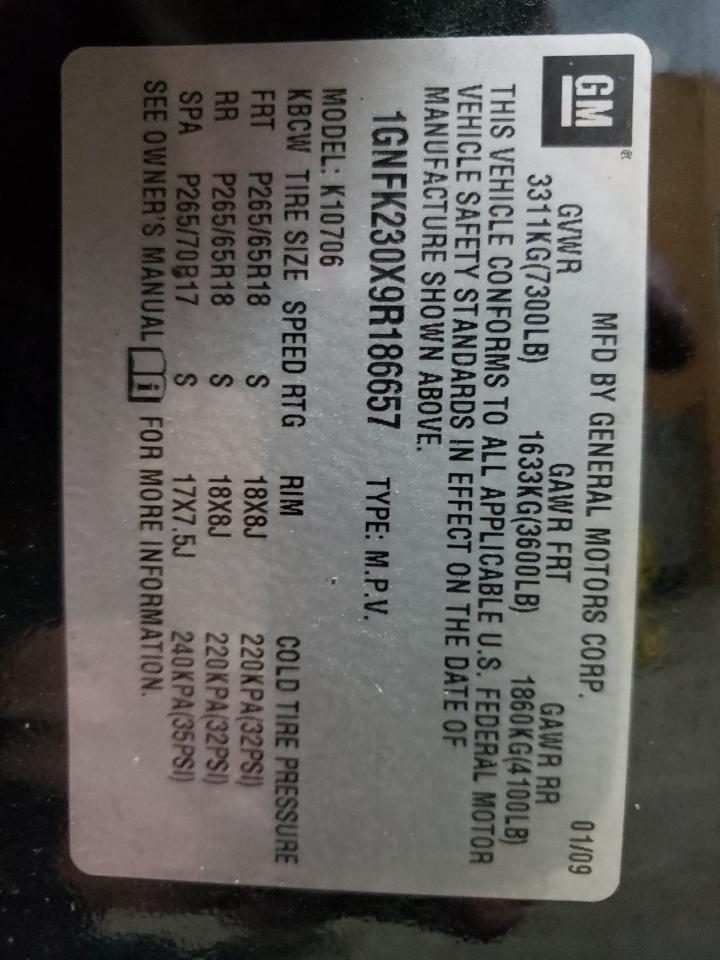 GM®
MFD BY GENERAL MOTORS CORP. 01/09
GVWR GAWR FRT GAWR RR
3311KG(7300LB) 1633KG(3600LB) 1860KG(4100LB)
THIS VEHICLE CONFORMS TO ALL APPLICABLE U.S. FEDERAL MOTOR
VEHICLE SAFETY STANDARDS IN EFFECT ON THE DATE OF
MANUFACTURE SHOWN ABOVE.
1GNFK230X9R186657 TYPE: M.P.V.
MODEL: K10706
KBCW TIRE SIZE SPEED RTG RIM COLD TIRE PRESSURE
FRT P265/65R18 S 18X8J 220KPA(32PSI)
RR P265/65R18 S 18X8J 220KPA(32PSI)
SPA P265/70R17 S 17X7.5J 240KPA(35PSI)
SEE OWNER'S MANUAL i FOR MORE INFORMATION.